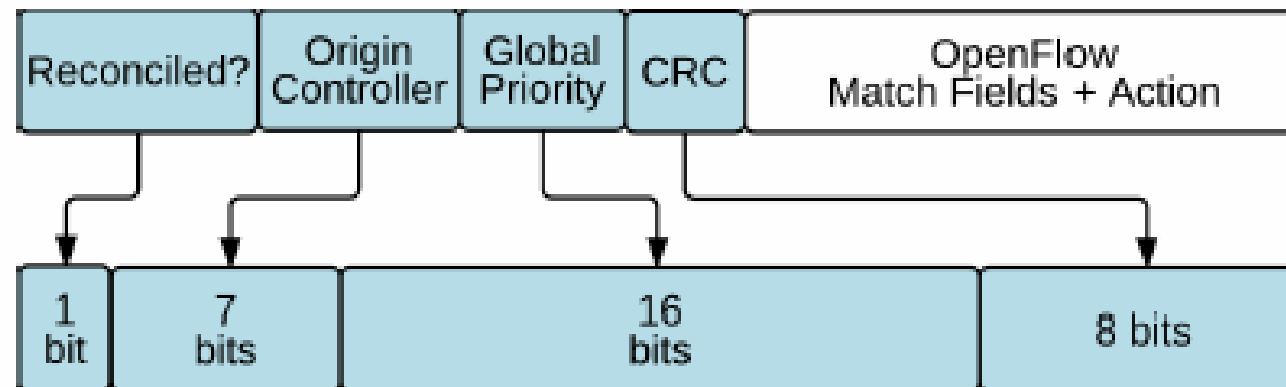 Reconciled?
Origin
Controller
Global
Priority
CRC
OpenFlow
Match Fields + Action
1
bit
7
bits
16
bits
8 bits